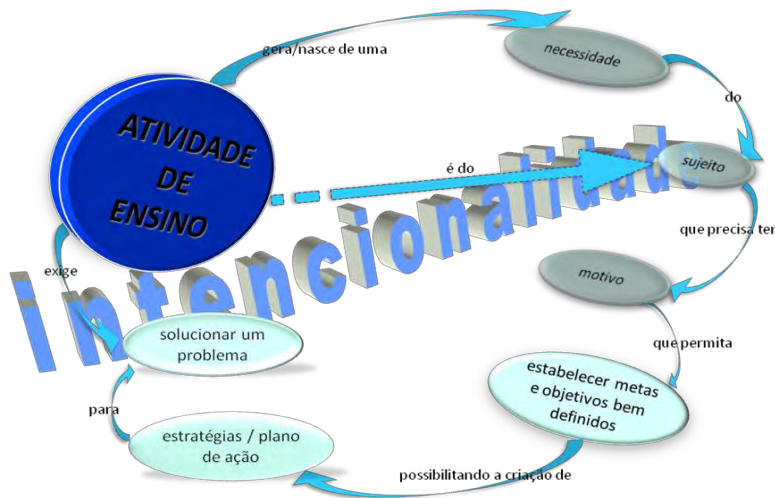 gera/nasce de uma
necessidade
do
ATIVIDADE
DE
ENSINO
é do
sujeito
Intencionalidade
que precisa ter
exige
motivo
solucionar um
problema
que permita
estabelecer metas
e objetivos bem
definidos
para
estratégias / plano
de ação
possibilitando a criação de